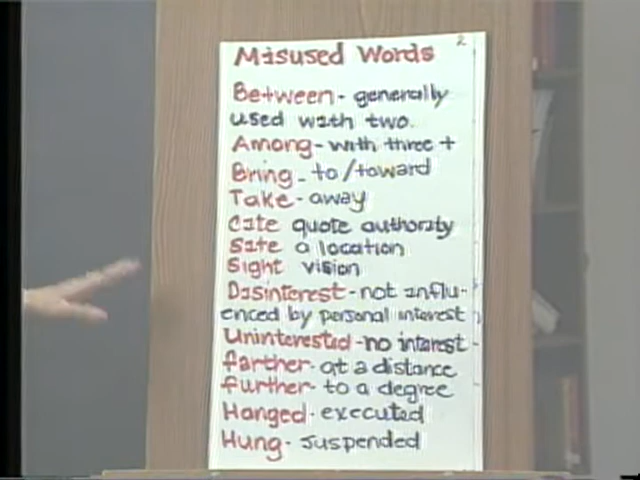 2
Misused Words
Between - generally
used with two.
Among - with three +
Bring - to/toward
Take - away
Cite quote authority
Site a location
Sight vision
Disinterest - not influ-
enced by personal interest
Uninterested - no interest
farther - at a distance
further - to a degree
Hanged - executed
Hung - suspended